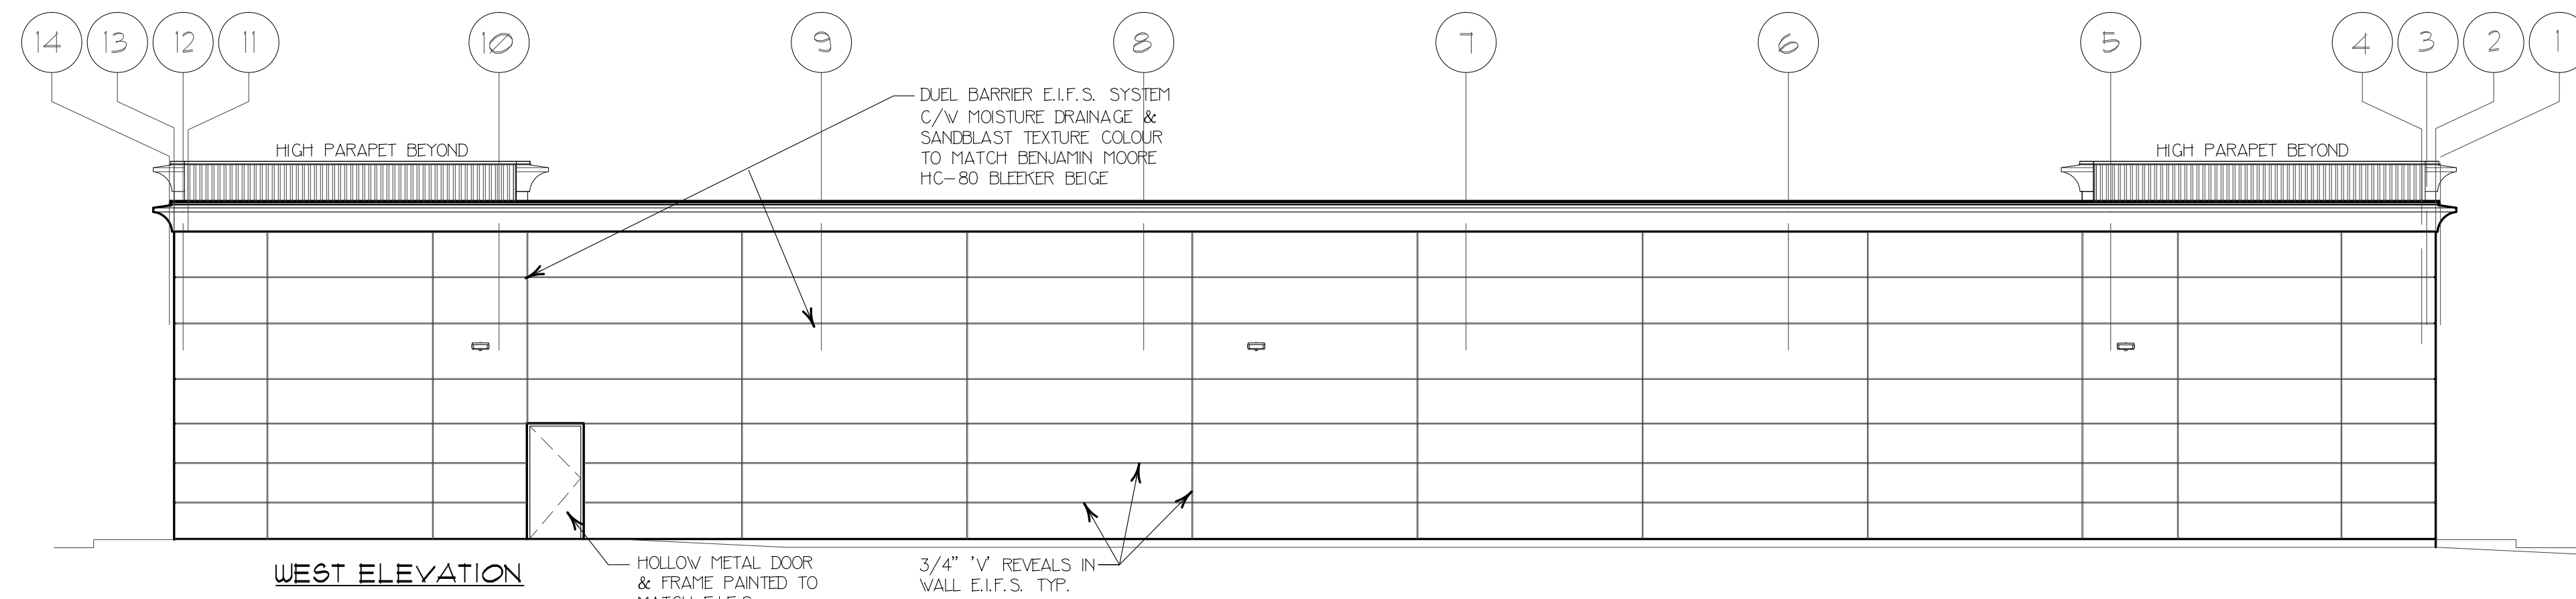 14 13 12 11 10 9 8 7 6 5 4 3 2 1
DUEL BARRIER E.I.F.S. SYSTEM
C/W MOISTURE DRAINAGE &
SANDBLAST TEXTURE COLOUR
TO MATCH BENJAMIN MOORE
HC-80 BLEEKER BEIGE
HIGH PARAPET BEYOND
HIGH PARAPET BEYOND
WEST ELEVATION
HOLLOW METAL DOOR
& FRAME PAINTED TO
MATCH E.I.F.S.
3/4" 'V' REVEALS IN
WALL E.I.F.S. TYP.